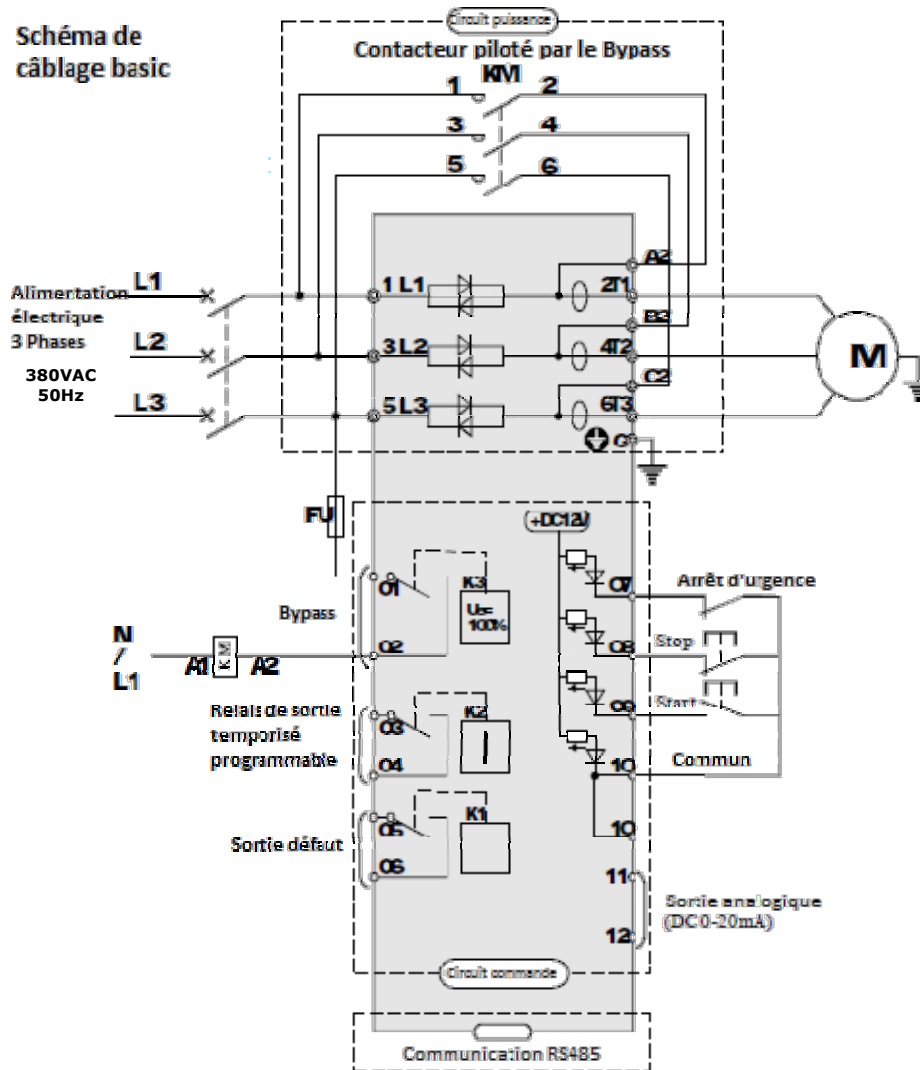 Schéma de
câblage basic
Circuit puissance
Contacteur piloté par le Bypass
KM
1 2
3 4
5 6
A2
L1
1 L1
2T1
Alimentation
électrique
3 Phases
B2
L2
3 L2
4T2
M
380VAC
50Hz
C2
L3
5 L3
6T3
G
FU
+DC12V
01
K3
07
Arrêt d'urgence
Bypass
Ue=
100%
N
/
L1
A1
KM
A2
02
08
Stop
Relais de sortie
temporisé
programmable
03
K2
09
Start
04
10
Commun
05
K1
10
Sortie défaut
06
11
Sortie analogique
(DC 0-20mA)
12
Circuit commande
Communication RS485